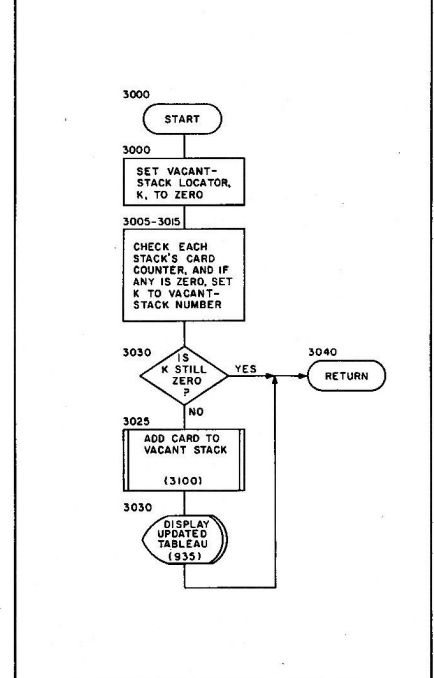 3000
START
3000
SET VACANT-
STACK LOCATOR,
K, TO ZERO
3005-3015
CHECK EACH
STACK'S CARD
COUNTER, AND IF
ANY IS ZERO, SET
K TO VACANT-
STACK NUMBER
3030
IS
K STILL
ZERO
?
YES
3040
RETURN
NO
3025
ADD CARD TO
VACANT STACK
(3100)
3030
DISPLAY
UPDATED
TABLEAU
(935)